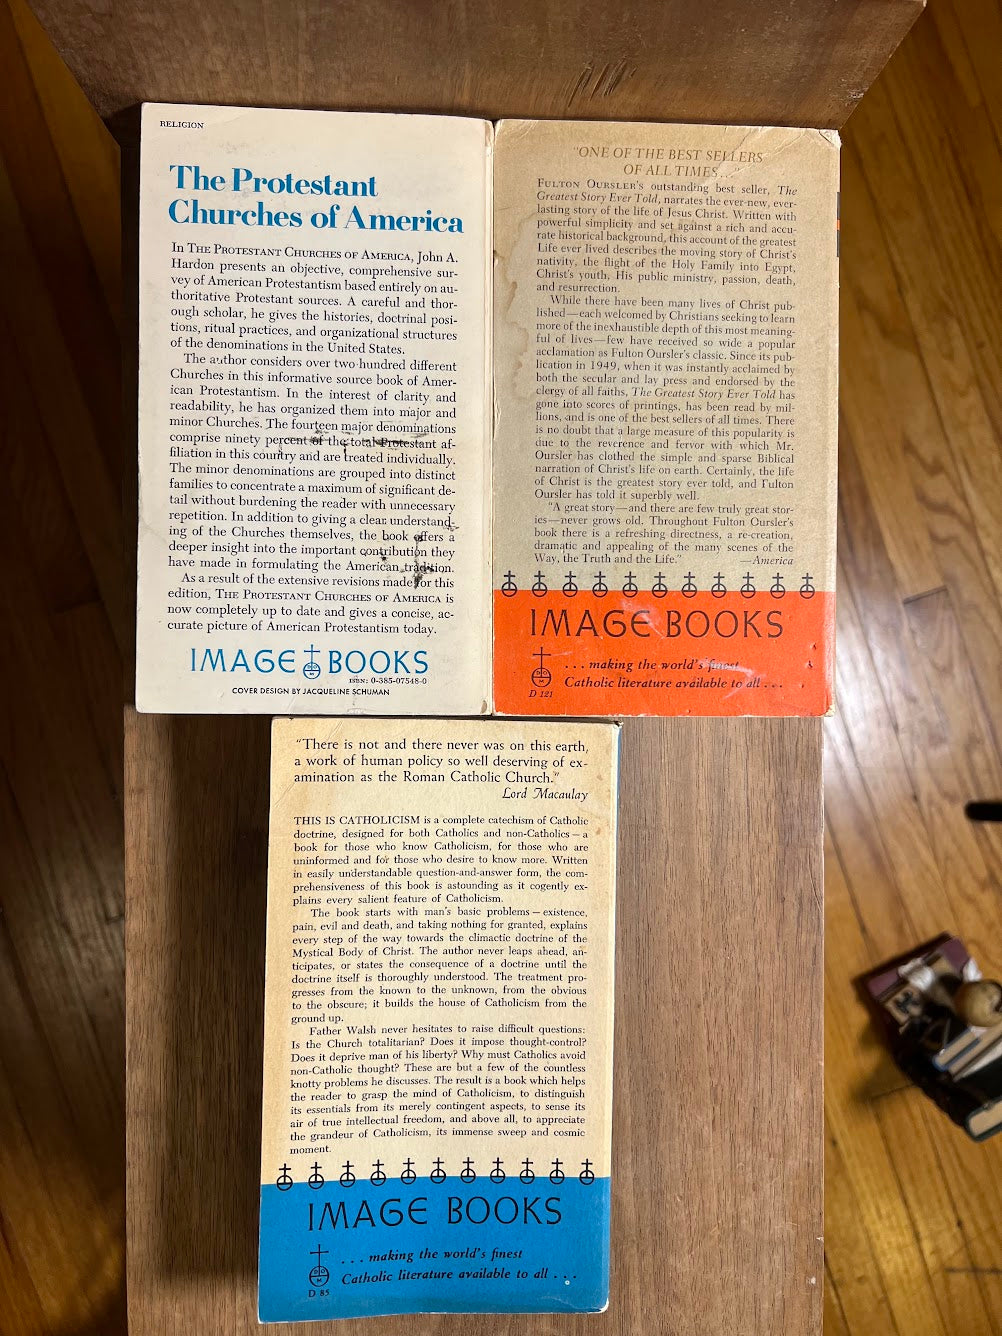 RELIGION
The Protestant
Churches of America
In THE PROTESTANT CHURCHES OF AMERICA, John A.
Hardon presents an objective, comprehensive sur-
vey of American Protestantism based entirely on au-
thoritative Protestant sources. A careful and thor-
ough scholar, he gives the histories, doctrinal posi-
tions, ritual practices, and organizational structures
of the denominations in the United States.
The author considers over two-hundred different
Churches in this informative source book of Amer-
ican Protestantism. In the interest of clarity and
readability, he has organized them into major and
minor Churches. The fourteen major denominations
comprise ninety percent of the total Protestant af-
filiation in this country and are treated individually.
The minor denominations are grouped into distinct
families to concentrate a maximum of significant de-
tail without burdening the reader with unnecessary
repetition. In addition to giving a clear understand-
ing of the Churches themselves, the book offers a
deeper insight into the important contribution they
have made in formulating the American tradition.
As a result of the extensive revisions made for this
edition, THE PROTESTANT CHURCHES OF AMERICA is
now completely up to date and gives a concise, ac-
curate picture of American Protestantism today.
IMAGE BOOKS
ISBN: 0-385-07548-0
COVER DESIGN BY JACQUELINE SCHUMAN
"ONE OF THE BEST SELLERS
OF ALL TIMES..."
FULTON OURSLER's outstanding best seller, The
Greatest Story Ever Told, narrates the ever-new, ever-
lasting story of the life of Jesus Christ. Written with
powerful simplicity and set against a rich and accu-
rate historical background, this account of the greatest
Life ever lived describes the moving story of Christ's
nativity, the flight of the Holy Family into Egypt,
Christ's youth, His public ministry, passion, death,
and resurrection.
While there have been many lives of Christ pub-
lished—each welcomed by Christians seeking to learn
more of the inexhaustible depth of this most meaning-
ful of lives—few have received so wide a popular
acclamation as Fulton Oursler's classic. Since its pub-
lication in 1949, when it was instantly acclaimed by
both the secular and lay press and endorsed by the
clergy of all faiths, The Greatest Story Ever Told has
gone into scores of printings, has been read by mil-
lions, and is one of the best sellers of all times. There
is no doubt that a large measure of this popularity is
due to the reverence and fervor with which Mr.
Oursler has clothed the simple and sparse Biblical
narration of Christ's life on earth. Certainly, the life
of Christ is the greatest story ever told, and Fulton
Oursler has told it superbly well.
"A great story—and there are few truly great stor-
ies—never grows old. Throughout Fulton Oursler's
book there is a refreshing directness, a re-creation,
dramatic and appealing of the many scenes of the
Way, the Truth and the Life." —America
IMAGE BOOKS
. . . making the world's finest
Catholic literature available to all . . .
D 121
"There is not and there never was on this earth,
a work of human policy so well deserving of ex-
amination as the Roman Catholic Church."
Lord Macaulay
THIS IS CATHOLICISM is a complete catechism of Catholic
doctrine, designed for both Catholics and non-Catholics – a
book for those who know Catholicism, for those who are
uninformed and for those who desire to know more. Written
in easily understandable question-and-answer form, the com-
prehensiveness of this book is astounding as it cogently ex-
plains every salient feature of Catholicism.
The book starts with man's basic problems – existence,
pain, evil and death, and taking nothing for granted, explains
every step of the way towards the climactic doctrine of the
Mystical Body of Christ. The author never leaps ahead, an-
ticipates, or states the consequence of a doctrine until the
doctrine itself is thoroughly understood. The treatment pro-
gresses from the known to the unknown, from the obvious
to the obscure; it builds the house of Catholicism from the
ground up.
Father Walsh never hesitates to raise difficult questions:
Is the Church totalitarian? Does it impose thought-control?
Does it deprive man of his liberty? Why must Catholics avoid
non-Catholic thought? These are but a few of the countless
knotty problems he discusses. The result is a book which helps
the reader to grasp the mind of Catholicism, to distinguish
its essentials from its merely contingent aspects, to sense its
air of true intellectual freedom, and above all, to appreciate
the grandeur of Catholicism, its immense sweep and cosmic
moment.
IMAGE BOOKS
. . . making the world's finest
Catholic literature available to all . . .
D 85